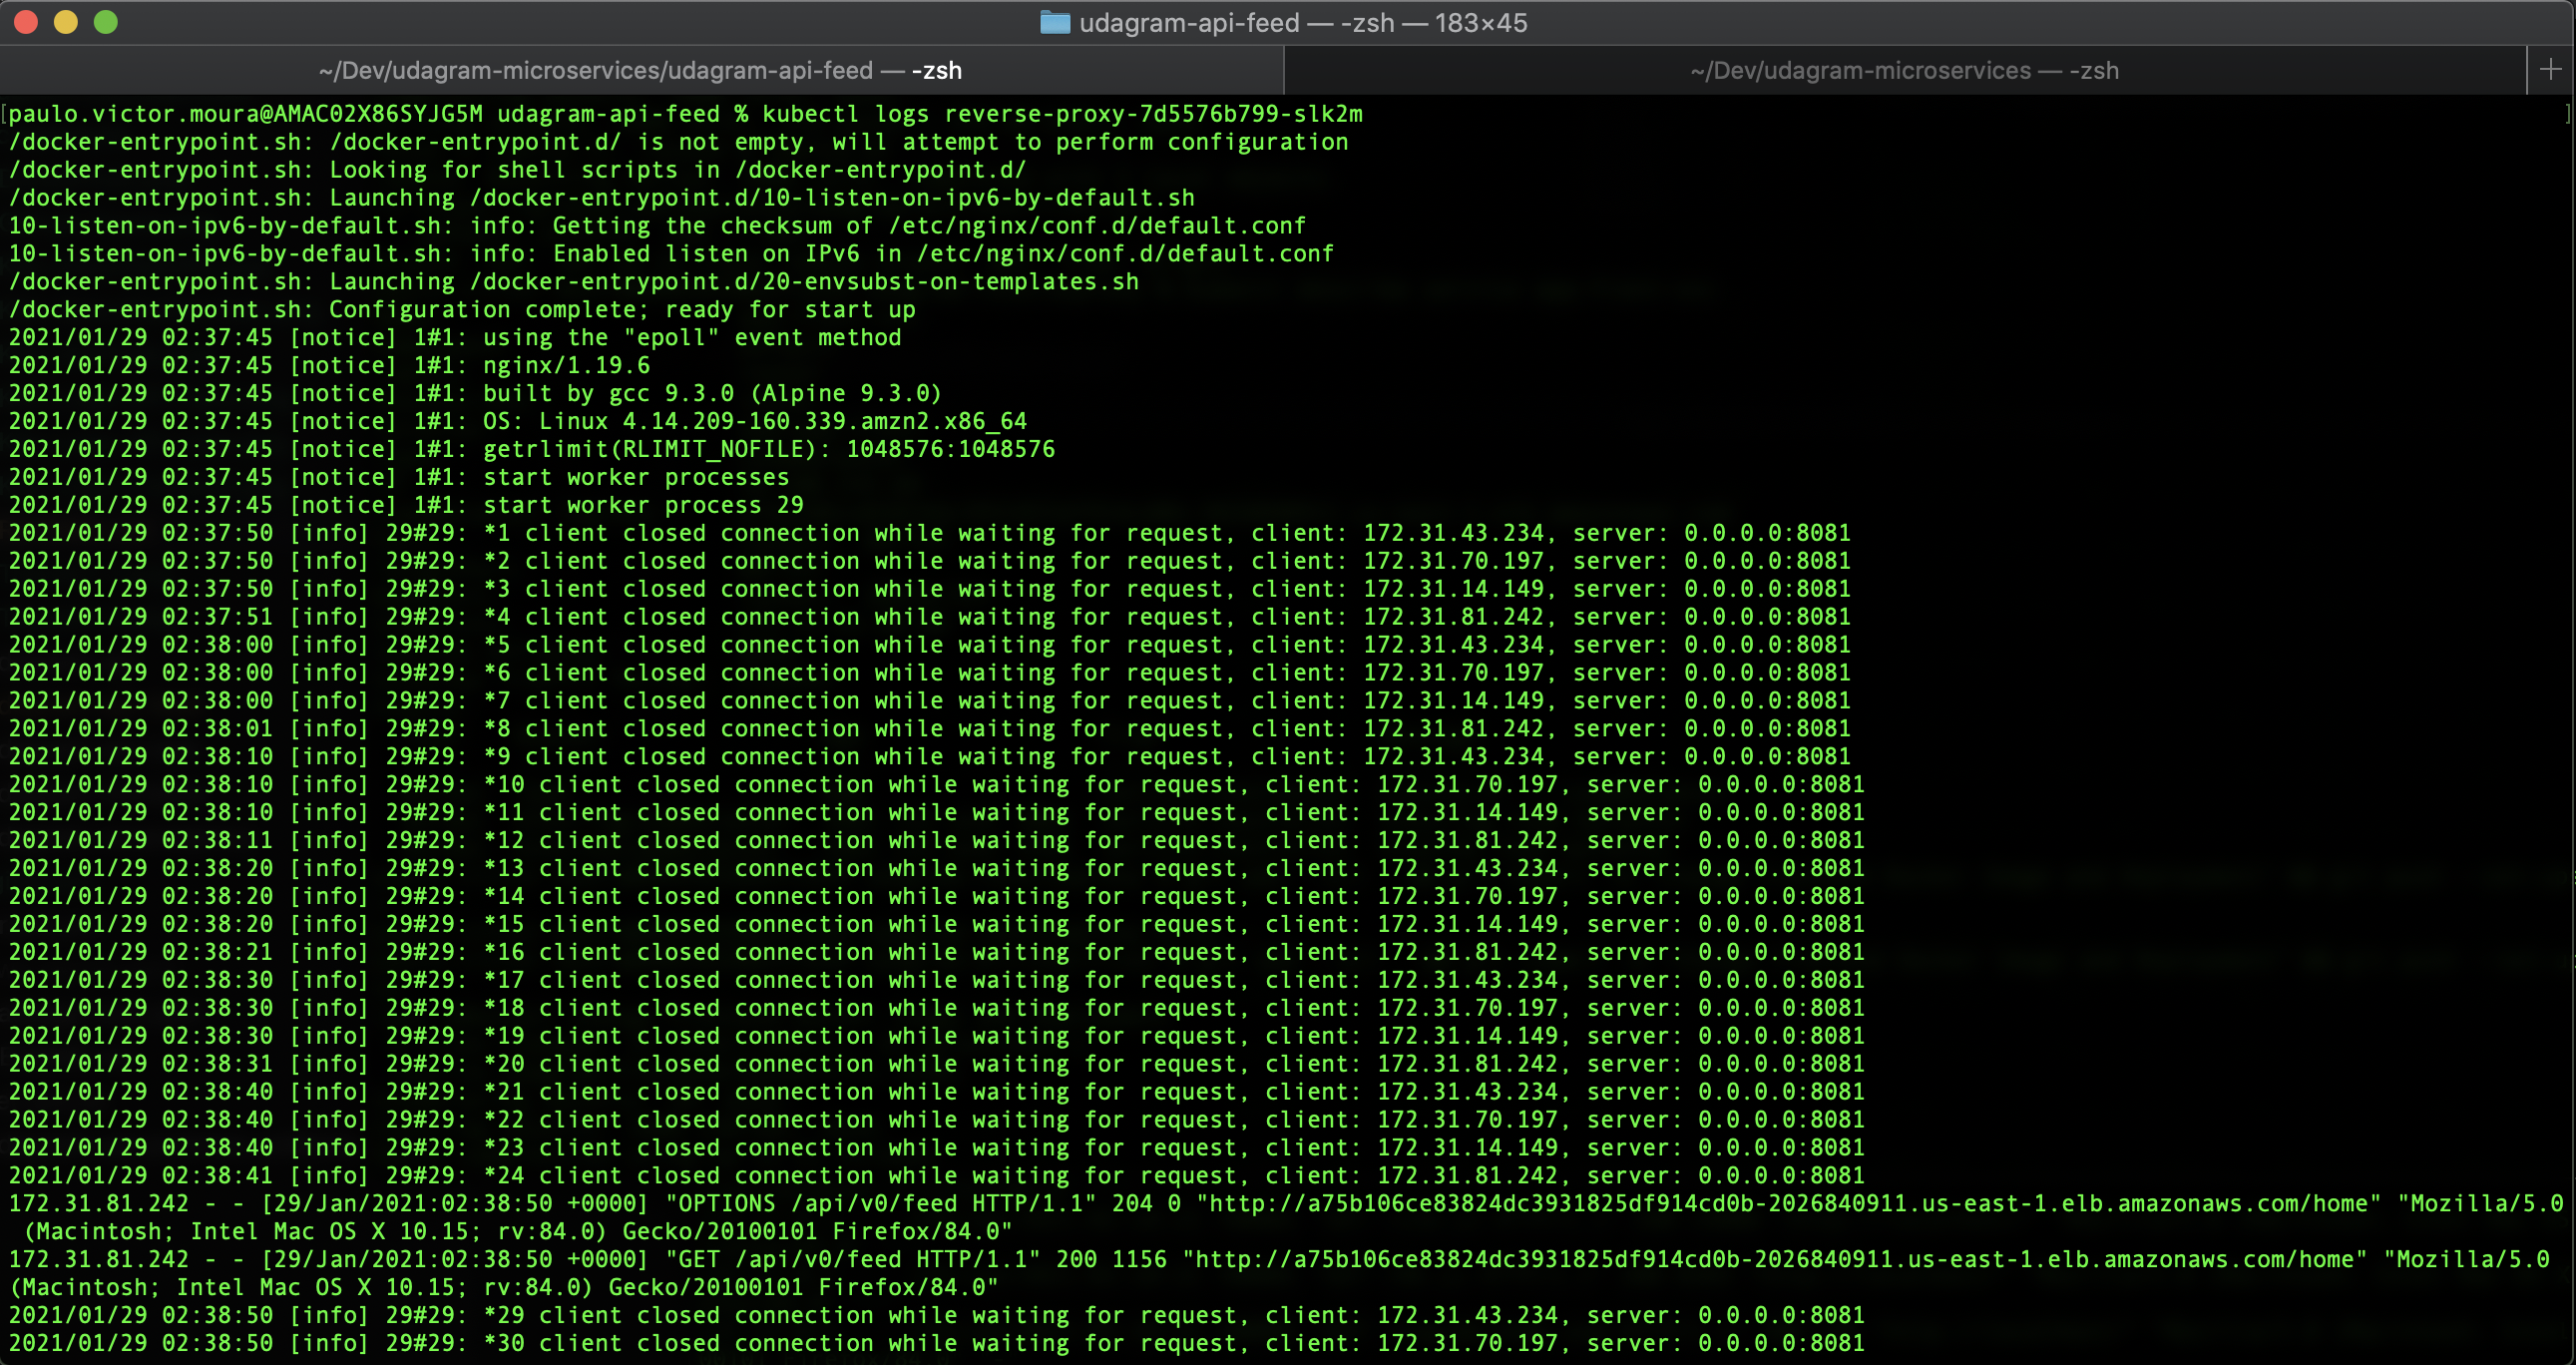 udagram-api-feed — -zsh — 183×45
~/Dev/udagram-microservices/udagram-api-feed — -zsh
~/Dev/udagram-microservices — -zsh
[paulo.victor.moura@AMAC02X86SYJG5M udagram-api-feed % kubectl logs reverse-proxy-7d5576b799-slk2m ]
/docker-entrypoint.sh: /docker-entrypoint.d/ is not empty, will attempt to perform configuration
/docker-entrypoint.sh: Looking for shell scripts in /docker-entrypoint.d/
/docker-entrypoint.sh: Launching /docker-entrypoint.d/10-listen-on-ipv6-by-default.sh
10-listen-on-ipv6-by-default.sh: info: Getting the checksum of /etc/nginx/conf.d/default.conf
10-listen-on-ipv6-by-default.sh: info: Enabled listen on IPv6 in /etc/nginx/conf.d/default.conf
/docker-entrypoint.sh: Launching /docker-entrypoint.d/20-envsubst-on-templates.sh
/docker-entrypoint.sh: Configuration complete; ready for start up
2021/01/29 02:37:45 [notice] 1#1: using the "epoll" event method
2021/01/29 02:37:45 [notice] 1#1: nginx/1.19.6
2021/01/29 02:37:45 [notice] 1#1: built by gcc 9.3.0 (Alpine 9.3.0)
2021/01/29 02:37:45 [notice] 1#1: OS: Linux 4.14.209-160.339.amzn2.x86_64
2021/01/29 02:37:45 [notice] 1#1: getrlimit(RLIMIT_NOFILE): 1048576:1048576
2021/01/29 02:37:45 [notice] 1#1: start worker processes
2021/01/29 02:37:45 [notice] 1#1: start worker process 29
2021/01/29 02:37:50 [info] 29#29: *1 client closed connection while waiting for request, client: 172.31.43.234, server: 0.0.0.0:8081
2021/01/29 02:37:50 [info] 29#29: *2 client closed connection while waiting for request, client: 172.31.70.197, server: 0.0.0.0:8081
2021/01/29 02:37:50 [info] 29#29: *3 client closed connection while waiting for request, client: 172.31.14.149, server: 0.0.0.0:8081
2021/01/29 02:37:51 [info] 29#29: *4 client closed connection while waiting for request, client: 172.31.81.242, server: 0.0.0.0:8081
2021/01/29 02:38:00 [info] 29#29: *5 client closed connection while waiting for request, client: 172.31.43.234, server: 0.0.0.0:8081
2021/01/29 02:38:00 [info] 29#29: *6 client closed connection while waiting for request, client: 172.31.70.197, server: 0.0.0.0:8081
2021/01/29 02:38:00 [info] 29#29: *7 client closed connection while waiting for request, client: 172.31.14.149, server: 0.0.0.0:8081
2021/01/29 02:38:01 [info] 29#29: *8 client closed connection while waiting for request, client: 172.31.81.242, server: 0.0.0.0:8081
2021/01/29 02:38:10 [info] 29#29: *9 client closed connection while waiting for request, client: 172.31.43.234, server: 0.0.0.0:8081
2021/01/29 02:38:10 [info] 29#29: *10 client closed connection while waiting for request, client: 172.31.70.197, server: 0.0.0.0:8081
2021/01/29 02:38:10 [info] 29#29: *11 client closed connection while waiting for request, client: 172.31.14.149, server: 0.0.0.0:8081
2021/01/29 02:38:11 [info] 29#29: *12 client closed connection while waiting for request, client: 172.31.81.242, server: 0.0.0.0:8081
2021/01/29 02:38:20 [info] 29#29: *13 client closed connection while waiting for request, client: 172.31.43.234, server: 0.0.0.0:8081
2021/01/29 02:38:20 [info] 29#29: *14 client closed connection while waiting for request, client: 172.31.70.197, server: 0.0.0.0:8081
2021/01/29 02:38:20 [info] 29#29: *15 client closed connection while waiting for request, client: 172.31.14.149, server: 0.0.0.0:8081
2021/01/29 02:38:21 [info] 29#29: *16 client closed connection while waiting for request, client: 172.31.81.242, server: 0.0.0.0:8081
2021/01/29 02:38:30 [info] 29#29: *17 client closed connection while waiting for request, client: 172.31.43.234, server: 0.0.0.0:8081
2021/01/29 02:38:30 [info] 29#29: *18 client closed connection while waiting for request, client: 172.31.70.197, server: 0.0.0.0:8081
2021/01/29 02:38:30 [info] 29#29: *19 client closed connection while waiting for request, client: 172.31.14.149, server: 0.0.0.0:8081
2021/01/29 02:38:31 [info] 29#29: *20 client closed connection while waiting for request, client: 172.31.81.242, server: 0.0.0.0:8081
2021/01/29 02:38:40 [info] 29#29: *21 client closed connection while waiting for request, client: 172.31.43.234, server: 0.0.0.0:8081
2021/01/29 02:38:40 [info] 29#29: *22 client closed connection while waiting for request, client: 172.31.70.197, server: 0.0.0.0:8081
2021/01/29 02:38:40 [info] 29#29: *23 client closed connection while waiting for request, client: 172.31.14.149, server: 0.0.0.0:8081
2021/01/29 02:38:41 [info] 29#29: *24 client closed connection while waiting for request, client: 172.31.81.242, server: 0.0.0.0:8081
172.31.81.242 - - [29/Jan/2021:02:38:50 +0000] "OPTIONS /api/v0/feed HTTP/1.1" 204 0 "http://a75b106ce83824dc3931825df914cd0b-2026840911.us-east-1.elb.amazonaws.com/home" "Mozilla/5.0
 (Macintosh; Intel Mac OS X 10.15; rv:84.0) Gecko/20100101 Firefox/84.0"
172.31.81.242 - - [29/Jan/2021:02:38:50 +0000] "GET /api/v0/feed HTTP/1.1" 200 1156 "http://a75b106ce83824dc3931825df914cd0b-2026840911.us-east-1.elb.amazonaws.com/home" "Mozilla/5.0
(Macintosh; Intel Mac OS X 10.15; rv:84.0) Gecko/20100101 Firefox/84.0"
2021/01/29 02:38:50 [info] 29#29: *29 client closed connection while waiting for request, client: 172.31.43.234, server: 0.0.0.0:8081
2021/01/29 02:38:50 [info] 29#29: *30 client closed connection while waiting for request, client: 172.31.70.197, server: 0.0.0.0:8081